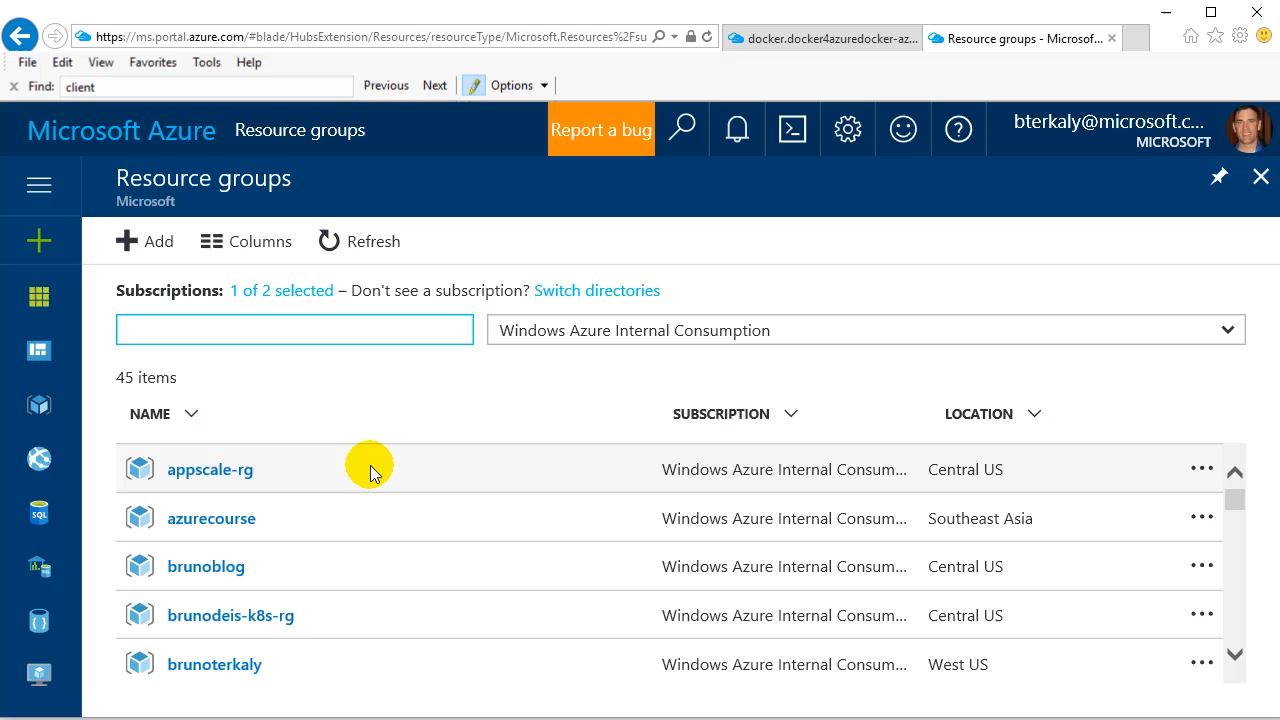 https://ms.portal.azure.com/#blade/HubsExtension/Resources/resourceType/Microsoft.Resources%2Fsu
docker.docker4azuredocker-az...
Resource groups - Microsof...
File Edit View Favorites Tools Help
Find: client Previous Next Options
Microsoft Azure Resource groups Report a bug bterkaly@microsoft.c...
MICROSOFT
Resource groups
Microsoft
Add Columns Refresh
Subscriptions: 1 of 2 selected – Don't see a subscription? Switch directories
Windows Azure Internal Consumption
45 items
NAME SUBSCRIPTION LOCATION
appscale-rg Windows Azure Internal Consum... Central US
SQL
azurecourse Windows Azure Internal Consum... Southeast Asia
brunoblog Windows Azure Internal Consum... Central US
brunodeis-k8s-rg Windows Azure Internal Consum... Central US
brunoterkaly Windows Azure Internal Consum... West US